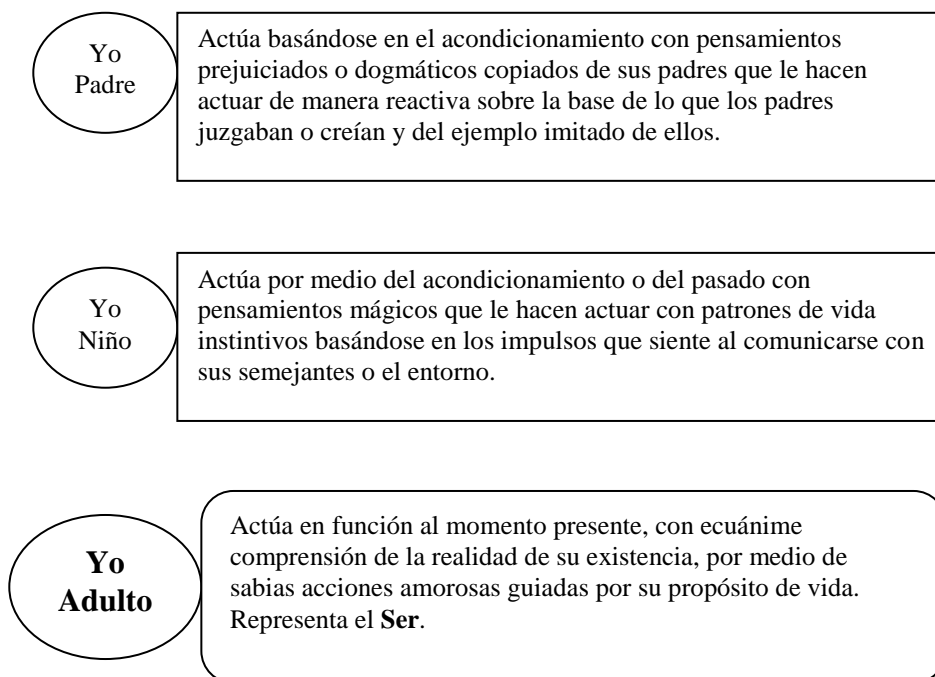 Yo
Padre
Actúa basándose en el acondicionamiento con pensamientos
prejuiciados o dogmáticos copiados de sus padres que le hacen
actuar de manera reactiva sobre la base de lo que los padres
juzgaban o creían y del ejemplo imitado de ellos.
Yo
Niño
Actúa por medio del acondicionamiento o del pasado con
pensamientos mágicos que le hacen actuar con patrones de vida
instintivos basándose en los impulsos que siente al comunicarse con
sus semejantes o el entorno.
Yo
Adulto
Actúa en función al momento presente, con ecuánime
comprensión de la realidad de su existencia, por medio de
sabias acciones amorosas guiadas por su propósito de vida.
Representa el Ser.